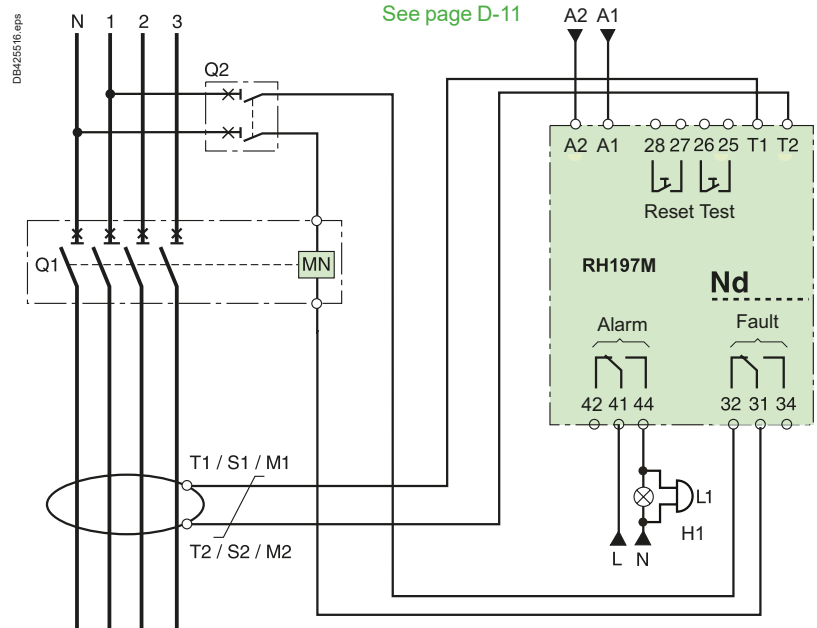 DB425516.eps
See page D-11
N 1 2 3
A2 A1
Q2
A2 A1 28 27 26 25 T1 T2
Reset Test
Q1
MN
RH197M
Nd
Alarm
Fault
42 41 44
32 31 34
T1 / S1 / M1
T2 / S2 / M2
L1
H1
L N